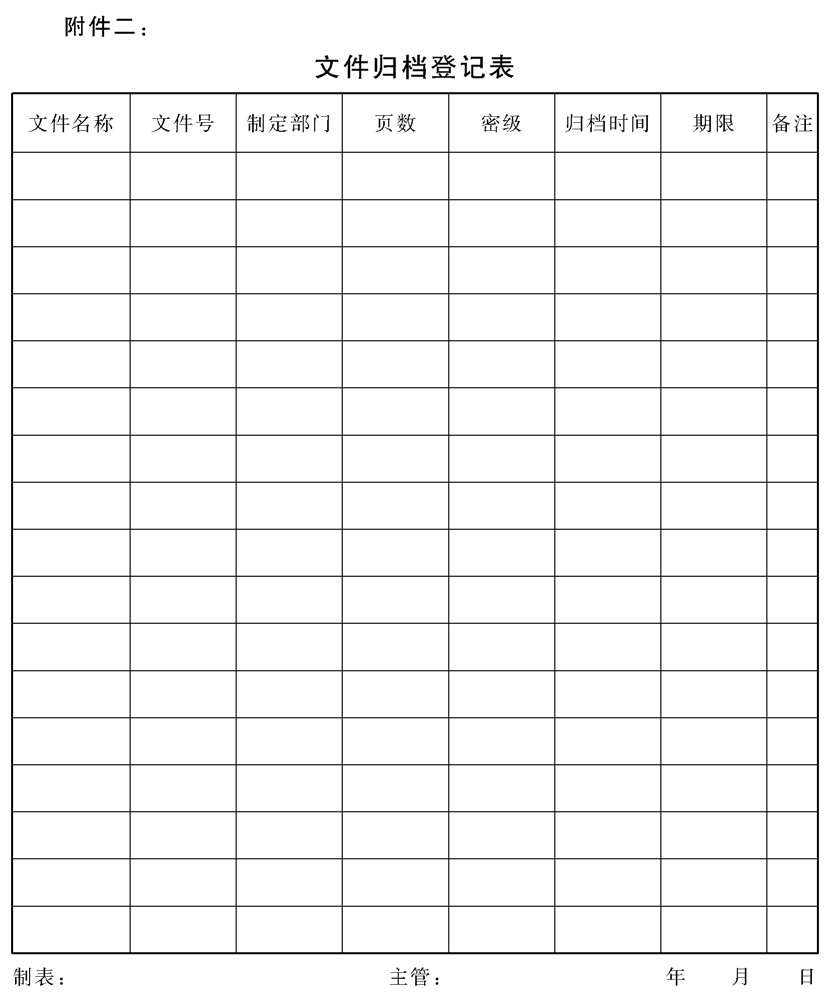 附件二：
文件归档登记表
文件名称 文件号 制定部门 页数 密级 归档时间 期限 备注
制表： 主管： 年 月 日